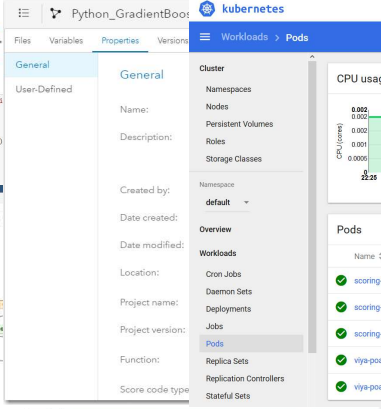 Python_GradientBoos
Files Variables Properties Versions
General
User-Defined
General
Name:
Description:
Created by:
Date created:
Date modified:
Location:
Project name:
Project version:
Function:
Score code type
kubernetes
Workloads > Pods
Cluster
Namespaces
Nodes
Persistent Volumes
Roles
Storage Classes
Namespace
default
Overview
Workloads
Cron Jobs
Daemon Sets
Deployments
Jobs
Pods
Replica Sets
Replication Controllers
Stateful Sets
CPU usag
CPU (cores)
0.002
0.002
0.002
0.001
0.0005
0
22:25
Pods
Name
scoring-
scoring-
scoring-
viya-poa
viya-poa